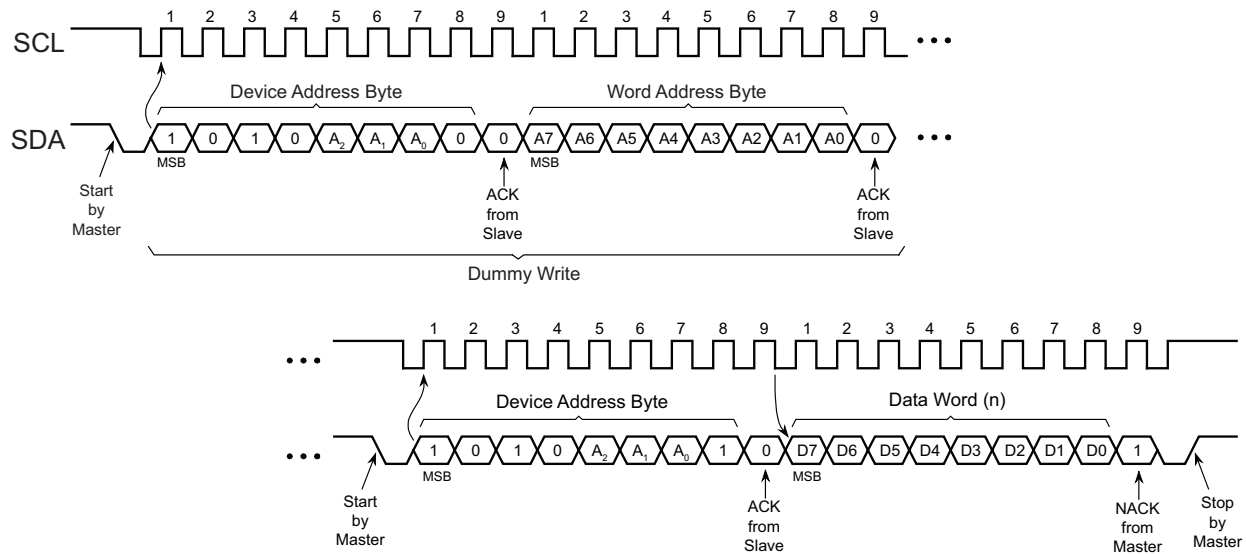 1 2 3 4 5 6 7 8 9 1 2 3 4 5 6 7 8 9
SCL
Device Address Byte Word Address Byte
SDA 1 0 1 0 A₂ A₁ A₀ 0 0 A7 A6 A5 A4 A3 A2 A1 A0 0
MSB MSB
Start
by
Master
ACK
from
Slave
ACK
from
Slave
Dummy Write
1 2 3 4 5 6 7 8 9 1 2 3 4 5 6 7 8 9
Device Address Byte Data Word (n)
1 0 1 0 A₂ A₁ A₀ 1 0 D7 D6 D5 D4 D3 D2 D1 D0 1
MSB MSB
Start
by
Master
ACK
from
Slave
NACK
from
Master
Stop
by
Master